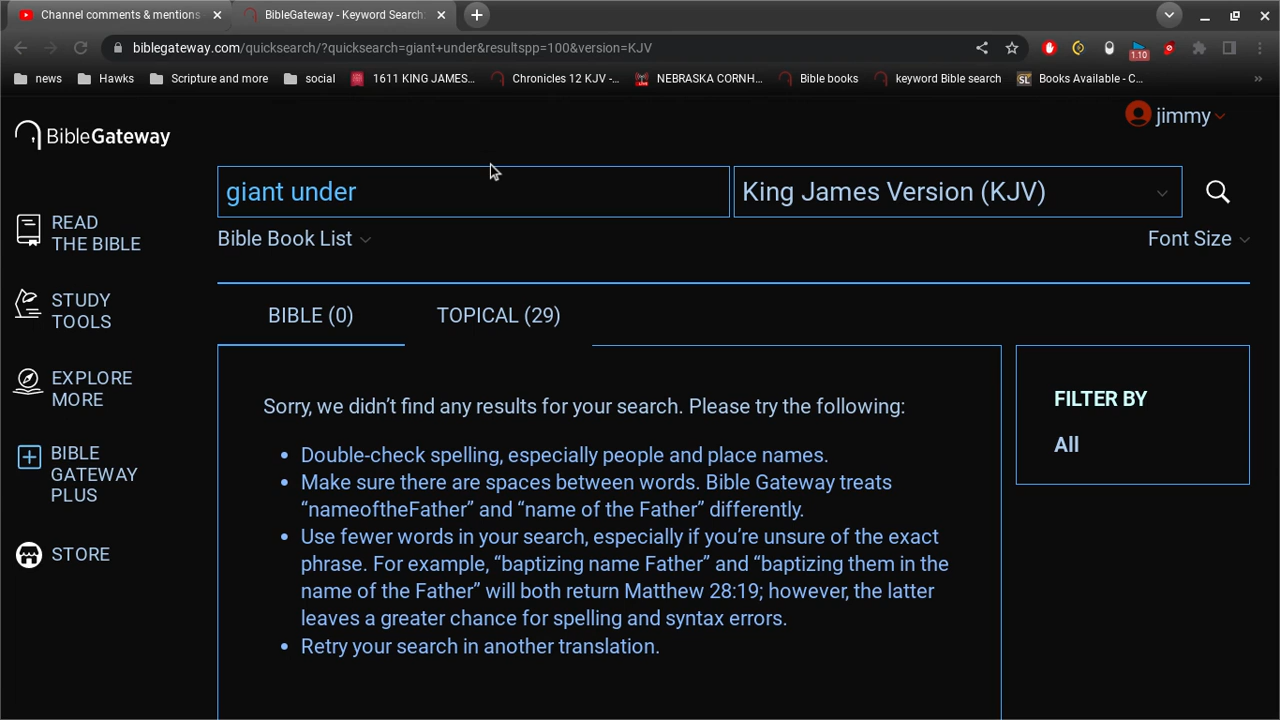 Channel comments & mentions
BibleGateway - Keyword Search:
biblegateway.com/quicksearch/?quicksearch=giant+under&resultspp=100&version=KJV
1.10
news
Hawks
Scripture and more
social
1611 KING JAMES...
Chronicles 12 KJV -...
NEBRASKA CORNH...
Bible books
keyword Bible search
SL
Books Available - C...
»
BibleGateway
jimmy
giant under
King James Version (KJV)
Bible Book List
Font Size
READ
THE BIBLE
STUDY
TOOLS
EXPLORE
MORE
BIBLE
GATEWAY
PLUS
STORE
BIBLE (0)
TOPICAL (29)
Sorry, we didn’t find any results for your search. Please try the following:
• Double-check spelling, especially people and place names.
• Make sure there are spaces between words. Bible Gateway treats
“nameoftheFather” and “name of the Father” differently.
• Use fewer words in your search, especially if you’re unsure of the exact
phrase. For example, “baptizing name Father” and “baptizing them in the
name of the Father” will both return Matthew 28:19; however, the latter
leaves a greater chance for spelling and syntax errors.
• Retry your search in another translation.
FILTER BY
All